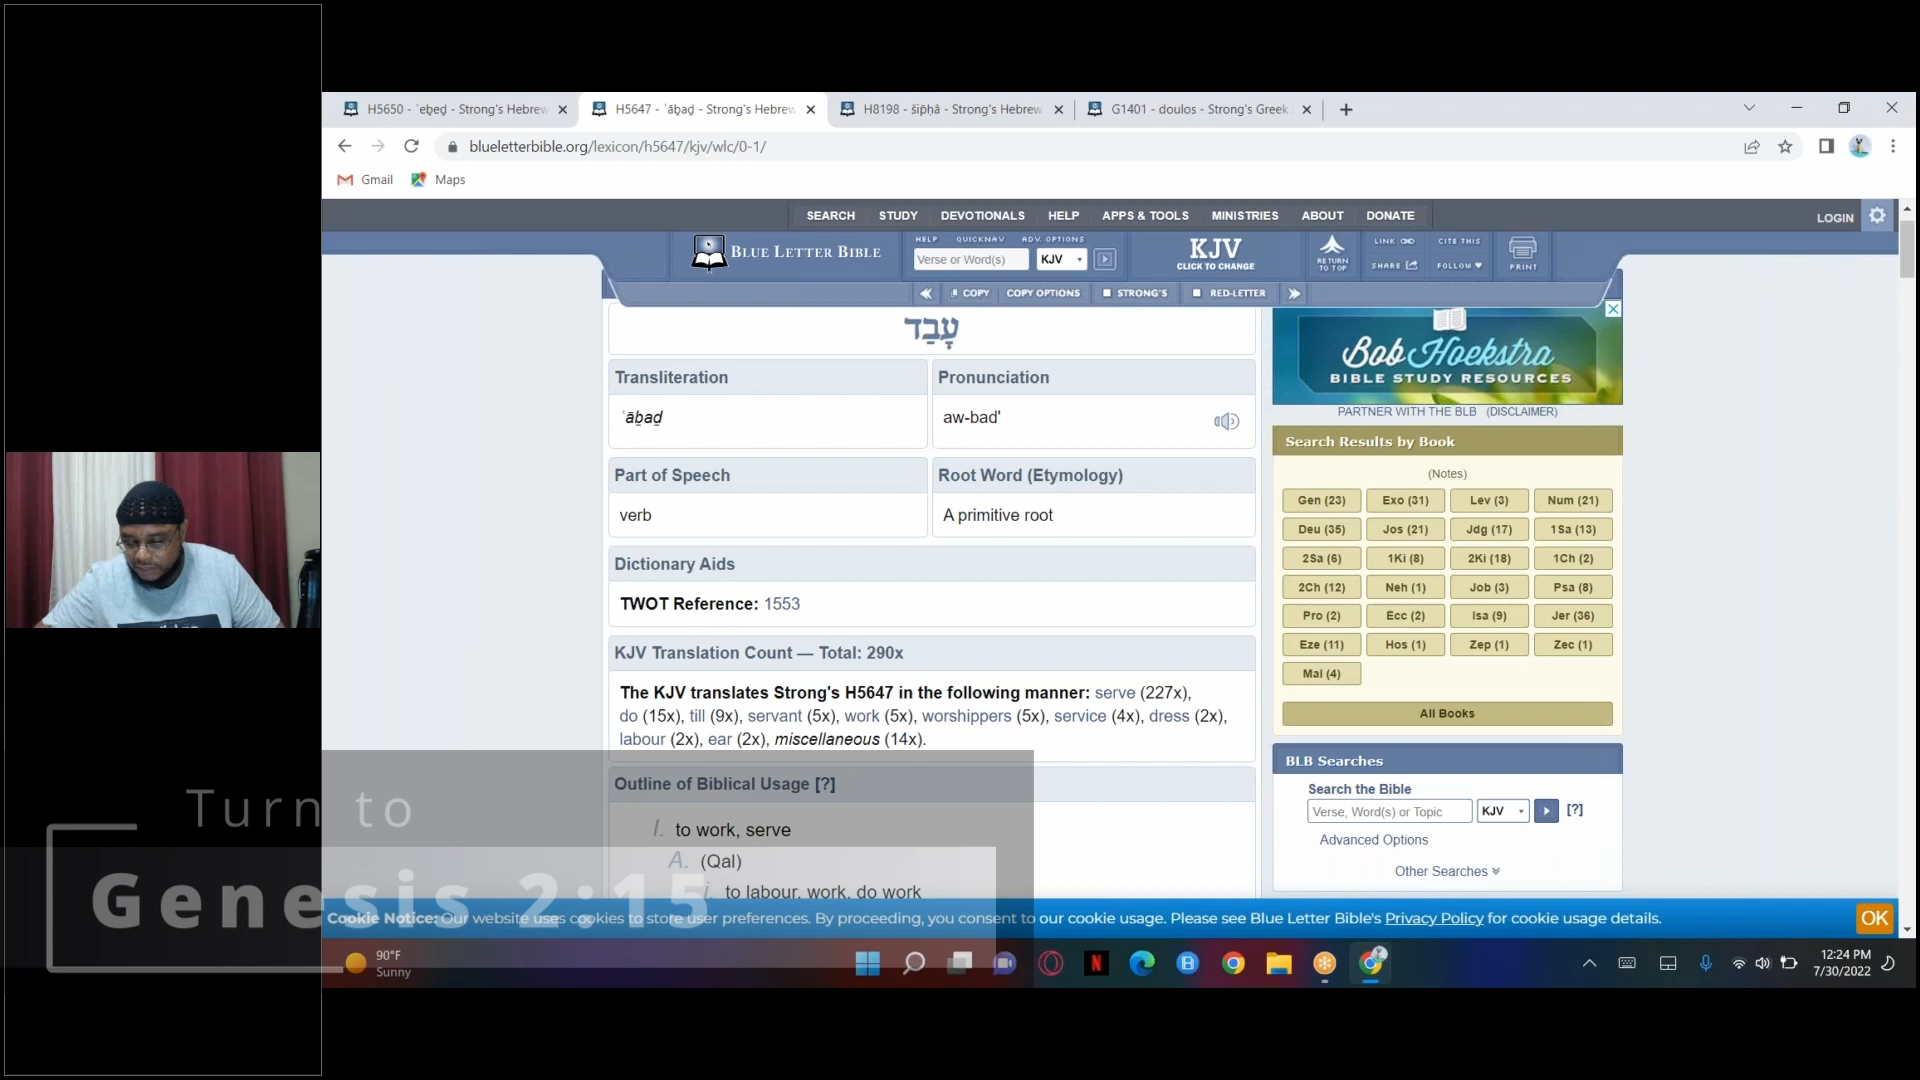 H5650 - ʿeḇeḏ - Strong's Hebrew
H5647 - ʿāḇaḏ - Strong's Hebrew
H8198 - šip̄ḥâ - Strong's Hebrew
G1401 - doulos - Strong's Greek
blueletterbible.org/lexicon/h5647/kjv/wlc/0-1/
Gmail
Maps
SEARCH STUDY DEVOTIONALS HELP APPS & TOOLS MINISTRIES ABOUT DONATE
LOGIN
BLUE LETTER BIBLE
HELP QUICKNAV ADV. OPTIONS
Verse or Word(s)
KJV
KJV
CLICK TO CHANGE
RETURN
TO TOP
LINK
CITE THIS
SHARE
FOLLOW
PRINT
COPY
COPY OPTIONS
STRONG'S
RED-LETTER
עָבַד
Transliteration
ʿāḇaḏ
Pronunciation
aw-bad'
Part of Speech
verb
Root Word (Etymology)
A primitive root
Dictionary Aids
TWOT Reference: 1553
KJV Translation Count — Total: 290x
The KJV translates Strong's H5647 in the following manner: serve (227x),
do (15x), till (9x), servant (5x), work (5x), worshippers (5x), service (4x), dress (2x),
labour (2x), ear (2x), miscellaneous (14x).
Outline of Biblical Usage [?]
I. to work, serve
A. (Qal)
i. to labour, work, do work
Bob Hoekstra
BIBLE STUDY RESOURCES
PARTNER WITH THE BLB (DISCLAIMER)
Search Results by Book
(Notes)
Gen (23) Exo (31) Lev (3) Num (21)
Deu (35) Jos (21) Jdg (17) 1Sa (13)
2Sa (6) 1Ki (8) 2Ki (18) 1Ch (2)
2Ch (12) Neh (1) Job (3) Psa (8)
Pro (2) Ecc (2) Isa (9) Jer (36)
Eze (11) Hos (1) Zep (1) Zec (1)
Mal (4)
All Books
BLB Searches
Search the Bible
Verse, Word(s) or Topic
KJV
[?]
Advanced Options
Other Searches
Turn to
Genesis 2:15
Cookie Notice: Our website uses cookies to store user preferences. By proceeding, you consent to our cookie usage. Please see Blue Letter Bible's Privacy Policy for cookie usage details.
OK
90°F
Sunny
12:24 PM
7/30/2022